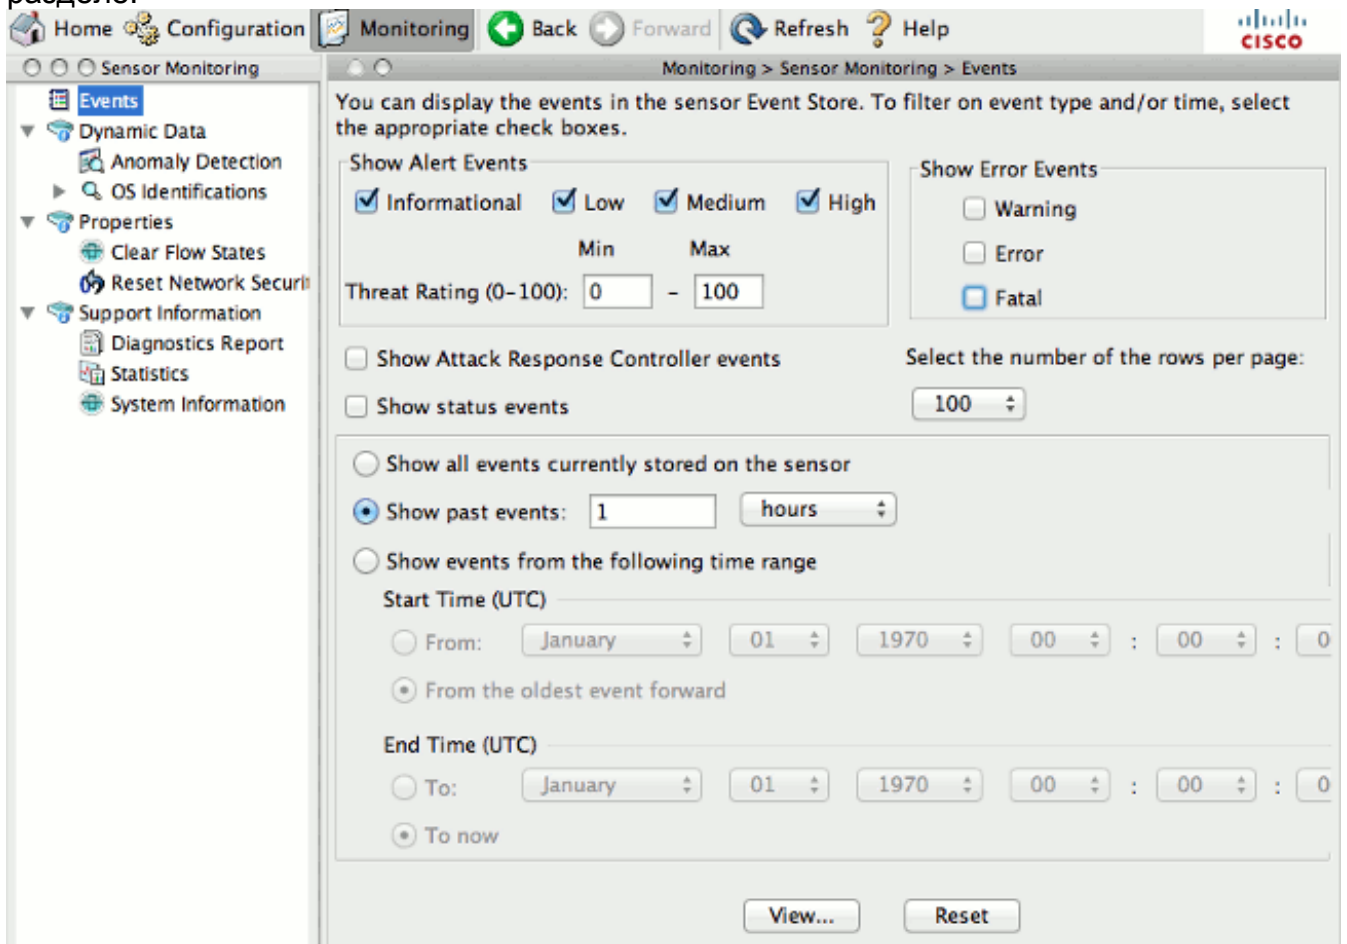 разделе.
Home Configuration Monitoring Back Forward Refresh Help
CISCO
Sensor Monitoring
Monitoring > Sensor Monitoring > Events
Events
Dynamic Data
Anomaly Detection
OS Identifications
Properties
Clear Flow States
Reset Network Securi
Support Information
Diagnostics Report
Statistics
System Information
You can display the events in the sensor Event Store. To filter on event type and/or time, select
the appropriate check boxes.
Show Alert Events
Informational Low Medium High
Min Max
Threat Rating (0-100): 0 - 100
Show Error Events
Warning
Error
Fatal
Show Attack Response Controller events
Show status events
Select the number of the rows per page:
100
Show all events currently stored on the sensor
Show past events: 1 hours
Show events from the following time range
Start Time (UTC)
From: January 01 1970 00 : 00 : 0
From the oldest event forward
End Time (UTC)
To: January 01 1970 00 : 00 : 0
To now
View... Reset